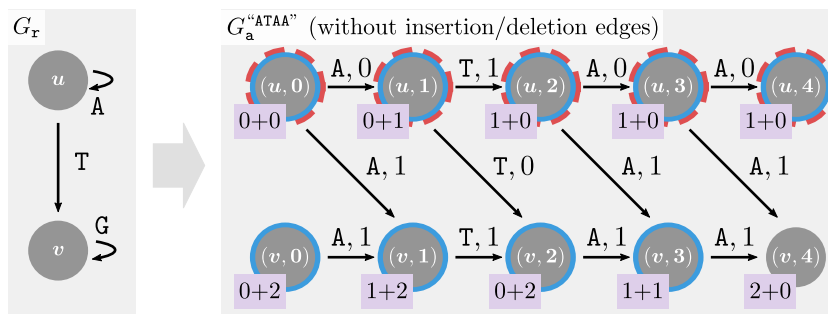 G_r
u
A
T
v
G
G_a^“ATAA” (without insertion/deletion edges)
(u, 0) A, 0 (u, 1) T, 1 (u, 2) A, 0 (u, 3) A, 0 (u, 4)
0+0 0+1 1+0 1+0 1+0
A, 1 T, 0 A, 1 A, 1
(v, 0) A, 1 (v, 1) T, 1 (v, 2) A, 1 (v, 3) A, 1 (v, 4)
0+2 1+2 0+2 1+1 2+0